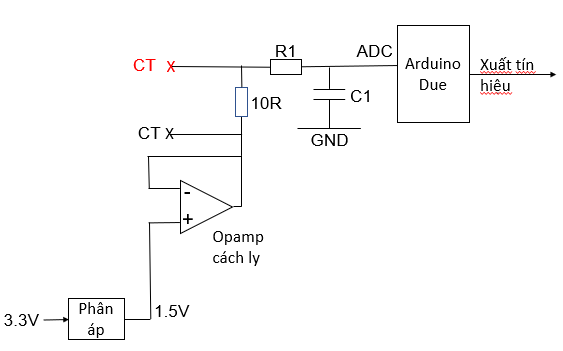 R1
ADC
CT X
Arduino
Due
Xuất tín
hiêu
10R
C1
CT X
GND
-
+
Opamp
cách ly
Phân
áp
1.5V
3.3V